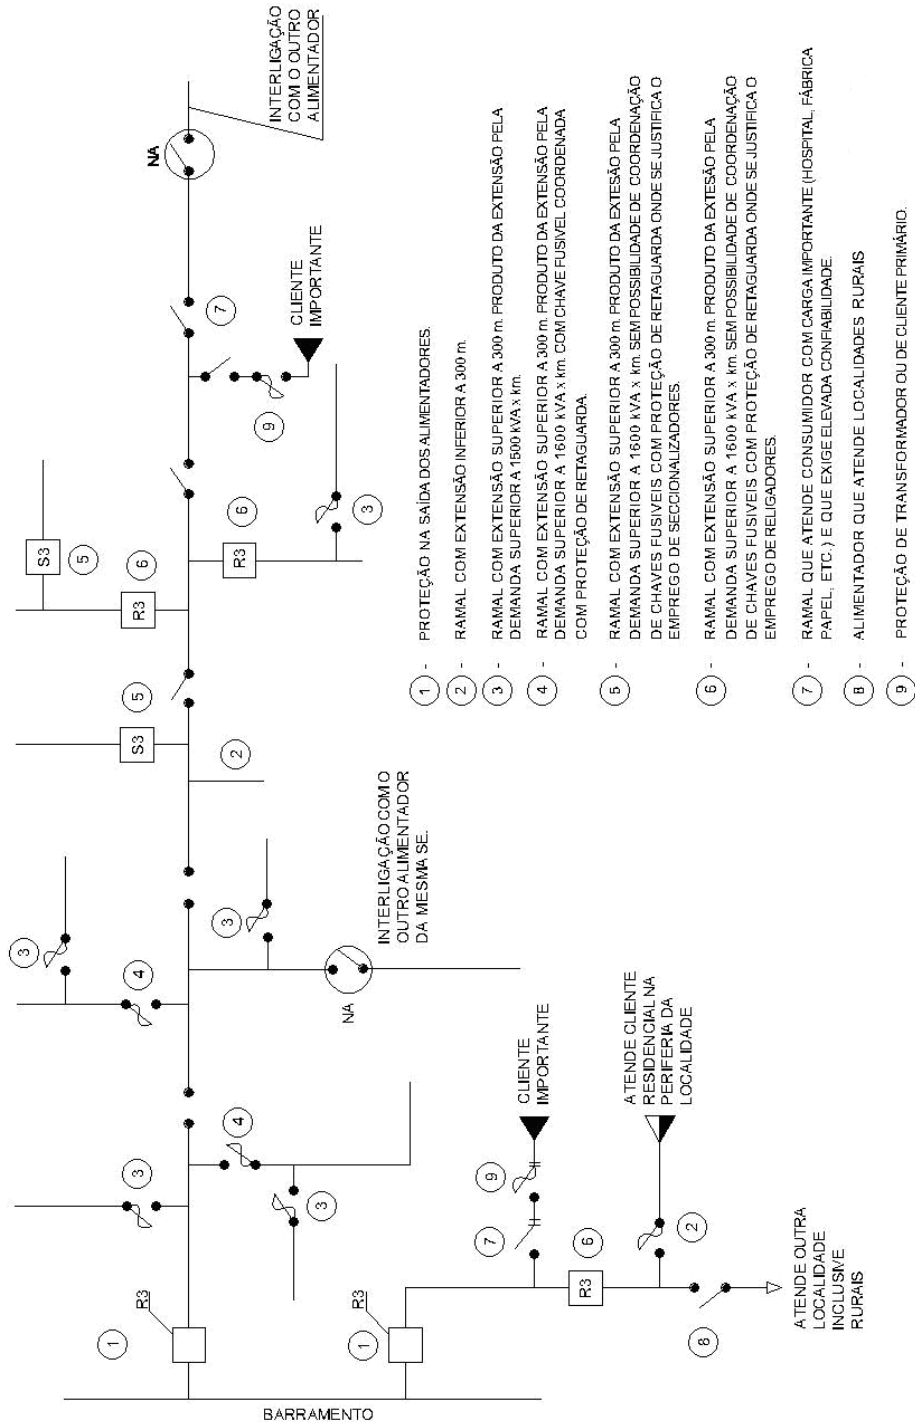 INTERLIGAÇÃO
COM O OUTRO
ALIMENTADOR
NA
7
CLIENTE
IMPORTANTE
9
3
6
R3
S3
5
6
R3
5
S3
2
3
4
3
INTERLIGAÇÃO COM O
OUTRO ALIMENTADOR
DA MESMA SE.
NA
3
4
3
R3
1
BARRAMENTO
R3
1
CLIENTE
IMPORTANTE
9
7
6
R3
ATENDE CLIENTE
RESIDENCIAL NA
PERIFERIA DA
LOCALIDADE
2
8
ATENDE OUTRA
LOCALIDADE
INCLUSIVE
RURAIS
1 - PROTEÇÃO NA SAÍDA DOS ALIMENTADORES.
2 - RAMAL COM EXTENSÃO INFERIOR A 300 m.
3 - RAMAL COM EXTENSÃO SUPERIOR A 300 m. PRODUTO DA EXTENSÃO PELA
DEMANDA SUPERIOR A 1500 kVA x km.
4 - RAMAL COM EXTENSÃO SUPERIOR A 300 m. PRODUTO DA EXTENSÃO PELA
DEMANDA SUPERIOR A 1600 kVA x km. COM CHAVE FUSIVEL COORDENADA
COM PROTEÇÃO DE RETAGUARDA.
5 - RAMAL COM EXTENSÃO SUPERIOR A 300 m. PRODUTO DA EXTESÃO PELA
DEMANDA SUPERIOR A 1600 kVA x km. SEM POSSIBILIDADE DE COORDENAÇÃO
DE CHAVES FUSIVEIS COM PROTEÇÃO DE RETAGUARDA ONDE SE JUSTIFICA O
EMPREGO DE SECCIONALIZADORES.
6 - RAMAL COM EXTENSÃO SUPERIOR A 300 m. PRODUTO DA EXTESÃO PELA
DEMANDA SUPERIOR A 1600 kVA x km. SEM POSSIBILIDADE DE COORDENAÇÃO
DE CHAVES FUSIVEIS COM PROTEÇÃO DE RETAGUARDA ONDE SE JUSTIFICA O
EMPREGO DE RELIGADORES.
7 - RAMAL QUE ATENDE CONSUMIDOR COM CARGA IMPORTANTE (HOSPITAL, FÁBRICA
PAPEL, ETC.) E QUE EXIGE ELEVADA CONFIABILIDADE.
8 - ALIMENTADOR QUE ATENDE LOCALIDADES RURAIS
9 - PROTEÇÃO DE TRANSFORMADOR OU DE CLIENTE PRIMÁRIO.